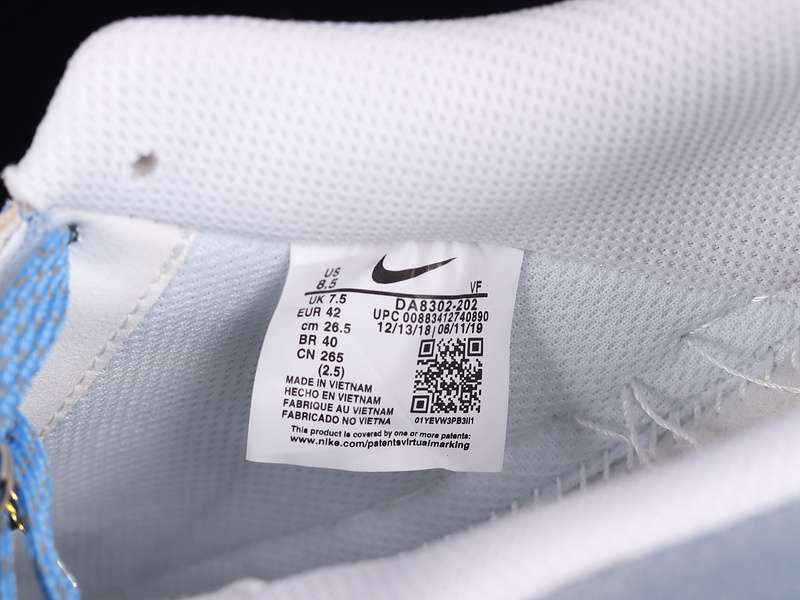 US
8.5
VF
UK 7.5
DA8302-202
EUR 42
UPC 00883412740890
cm 26.5
12/13/18 | 06/11/19
BR 40
CN 265
(2.5)
MADE IN VIETNAM
HECHO EN VIETNAM
FABRIQUE AU VIETNAM
FABRICADO NO VIETNA
01YEVW3PB3II1
This product is covered by one or more patents:
www.nike.com/patentsvirtualmarking